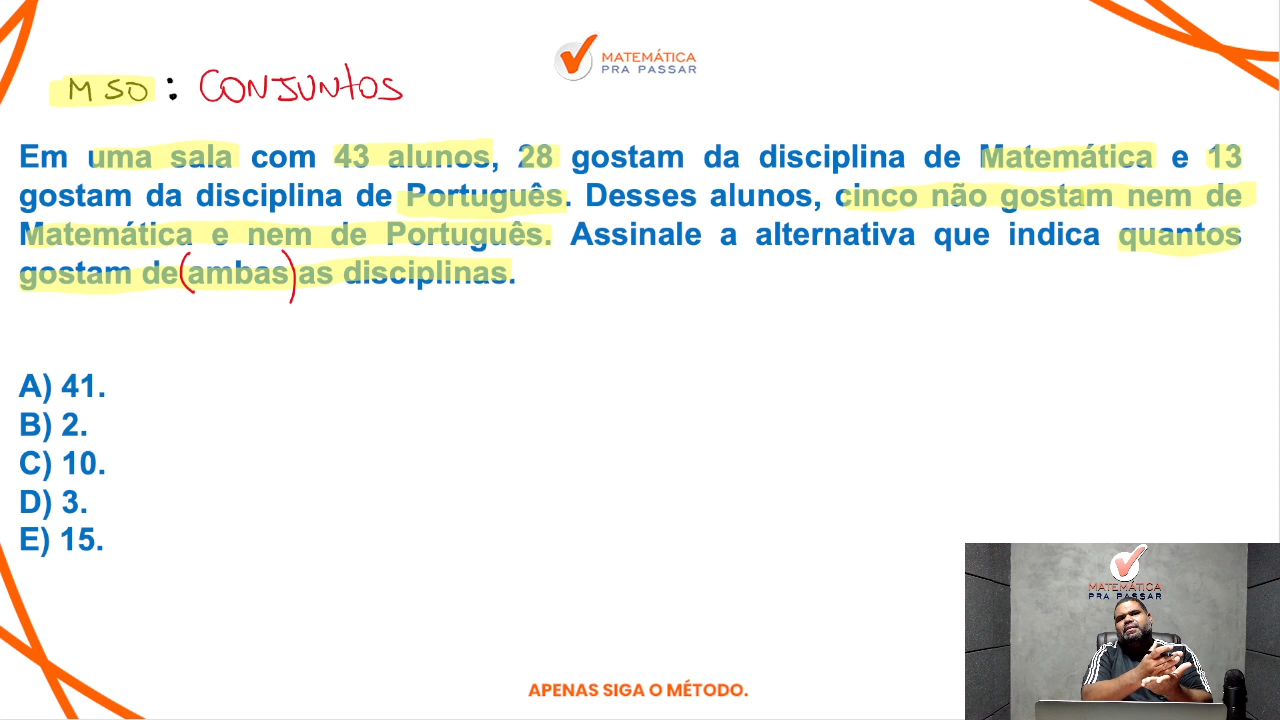 MATEMÁTICA
PRA PASSAR
MSO : CONJUNTOS
Em uma sala com 43 alunos, 28 gostam da disciplina de Matemática e 13
gostam da disciplina de Português. Desses alunos, cinco não gostam nem de
Matemática e nem de Português. Assinale a alternativa que indica quantos
gostam de (ambas) as disciplinas.
A) 41.
B) 2.
C) 10.
D) 3.
E) 15.
MATEMÁTICA
PRA PASSAR
APENAS SIGA O MÉTODO.